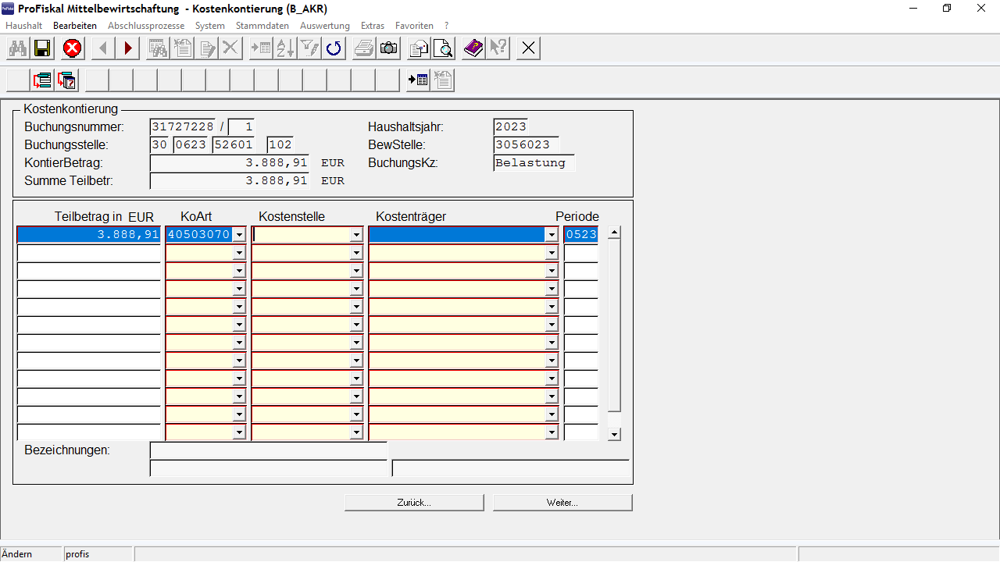 ProFiskal Mittelbewirtschaftung - Kostenkontierung (B_AKR)
Haushalt Bearbeiten Abschlussprozesse System Stammdaten Auswertung Extras Favoriten ?
Kostenkontierung
Buchungsnummer: 31727228 / 1 Haushaltsjahr: 2023
Buchungsstelle: 30 0623 52601 102 BewStelle: 3056023
KontierBetrag: 3.888,91 EUR BuchungsKz: Belastung
Summe Teilbetr: 3.888,91 EUR
Teilbetrag in EUR KoArt Kostenstelle Kostenträger Periode
3.888,91 40503070 0523
Bezeichnungen:
Zurück... Weiter...
Ändern profis